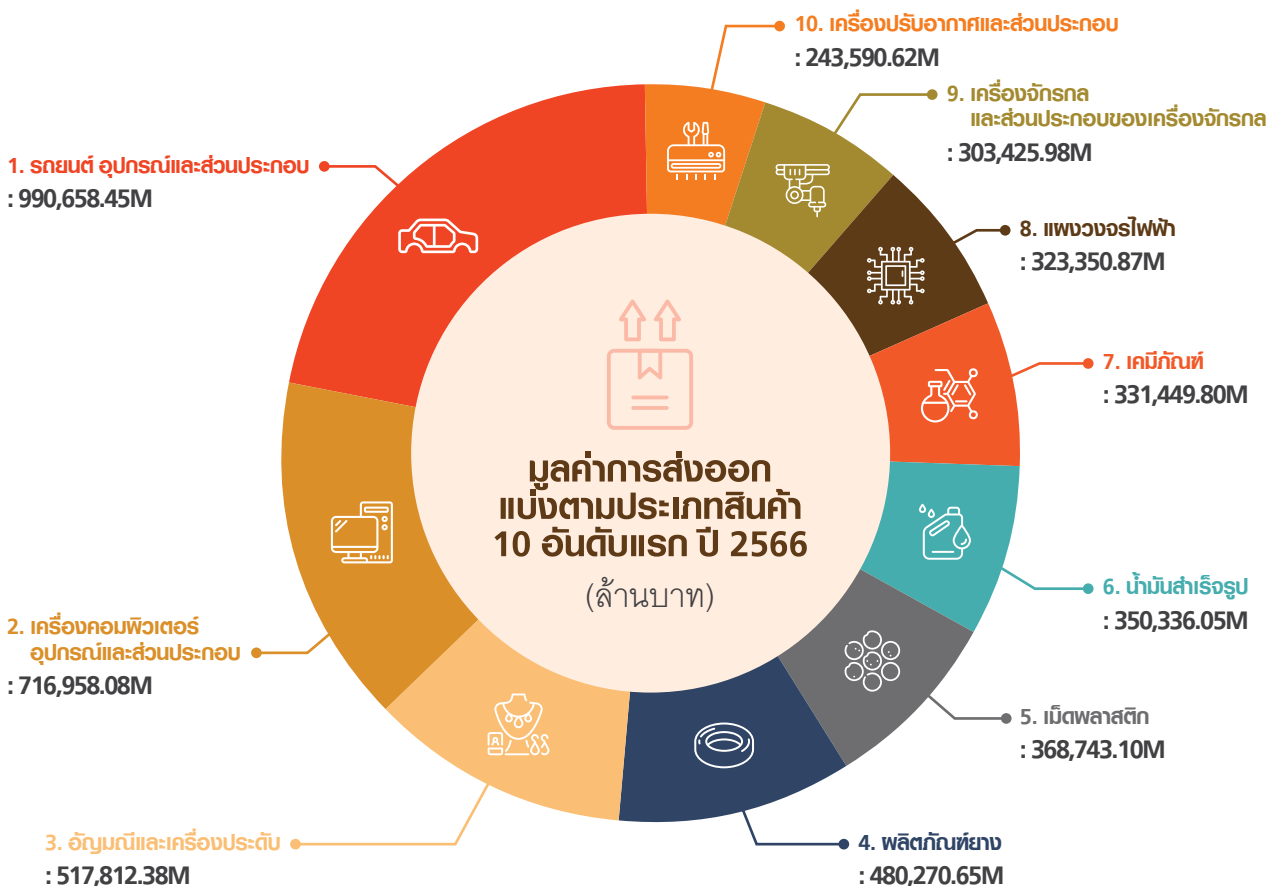 มูลค่าการส่งออก
แบ่งตามประเภทสินค้า
10 อันดับแรก ปี 2566
(ล้านบาท)
1. รถยนต์ อุปกรณ์และส่วนประกอบ
: 990,658.45M
2. เครื่องคอมพิวเตอร์
อุปกรณ์และส่วนประกอบ
: 716,958.08M
3. อัญมณีและเครื่องประดับ
: 517,812.38M
4. ผลิตภัณฑ์ยาง
: 480,270.65M
5. เม็ดพลาสติก
: 368,743.10M
6. น้ำมันสำเร็จรูป
: 350,336.05M
7. เคมีภัณฑ์
: 331,449.80M
8. แผงวงจรไฟฟ้า
: 323,350.87M
9. เครื่องจักรกล
และส่วนประกอบของเครื่องจักรกล
: 303,425.98M
10. เครื่องปรับอากาศและส่วนประกอบ
: 243,590.62M